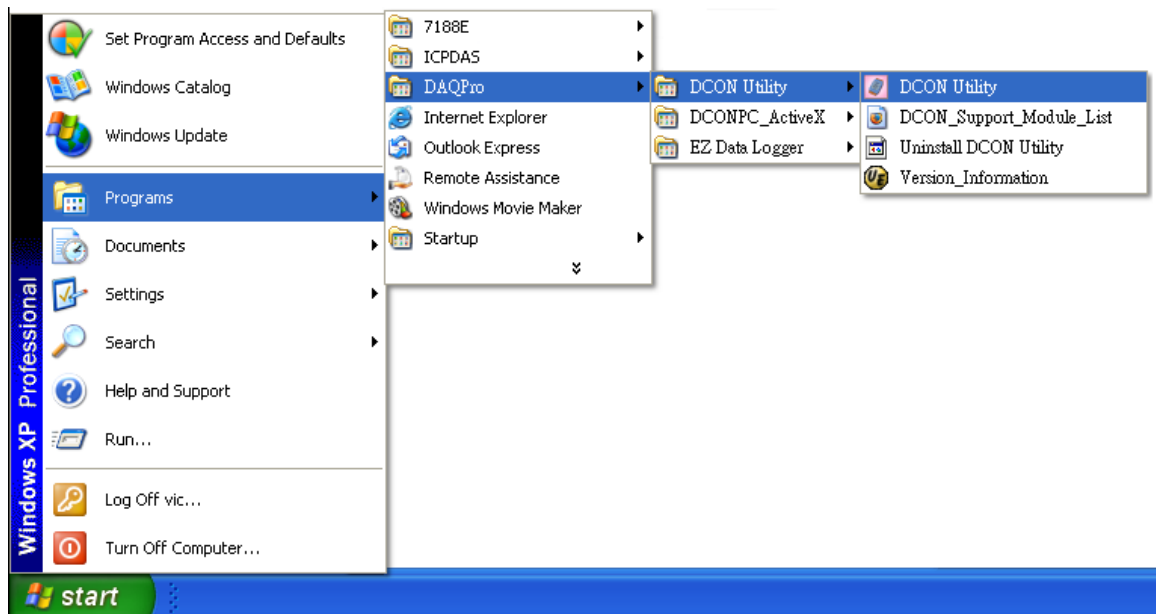 Windows XP Professional
Set Program Access and Defaults
Windows Catalog
Windows Update
Programs
Documents
Settings
Search
Help and Support
Run...
Log Off vic...
Turn Off Computer...
start
7188E
ICPDAS
DAQPro
Internet Explorer
Outlook Express
Remote Assistance
Windows Movie Maker
Startup
DCON Utility
DCONPC_ActiveX
EZ Data Logger
DCON Utility
DCON_Support_Module_List
Uninstall DCON Utility
Version_Information